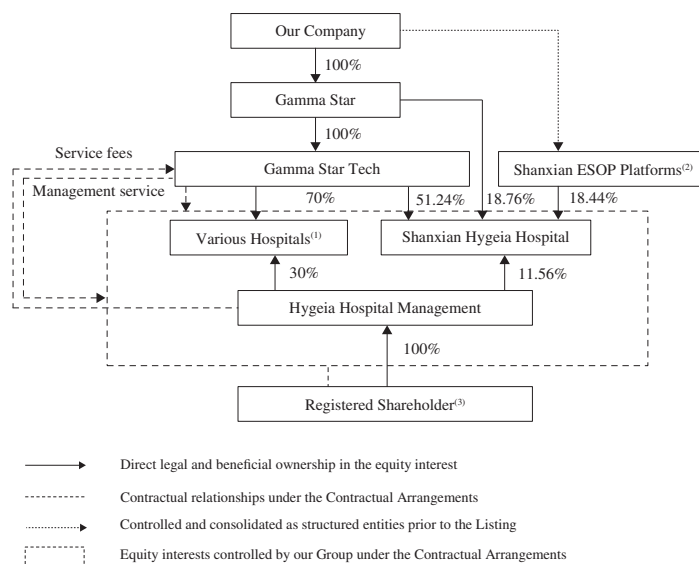 Our Company
100%
Gamma Star
100%
Service fees
Gamma Star Tech
Shanxian ESOP Platforms(2)
Management service
70%
51.24%
18.76%
18.44%
Various Hospitals(1)
Shanxian Hygeia Hospital
30%
11.56%
Hygeia Hospital Management
100%
Registered Shareholder(3)
Direct legal and beneficial ownership in the equity interest
Contractual relationships under the Contractual Arrangements
Controlled and consolidated as structured entities prior to the Listing
Equity interests controlled by our Group under the Contractual Arrangements